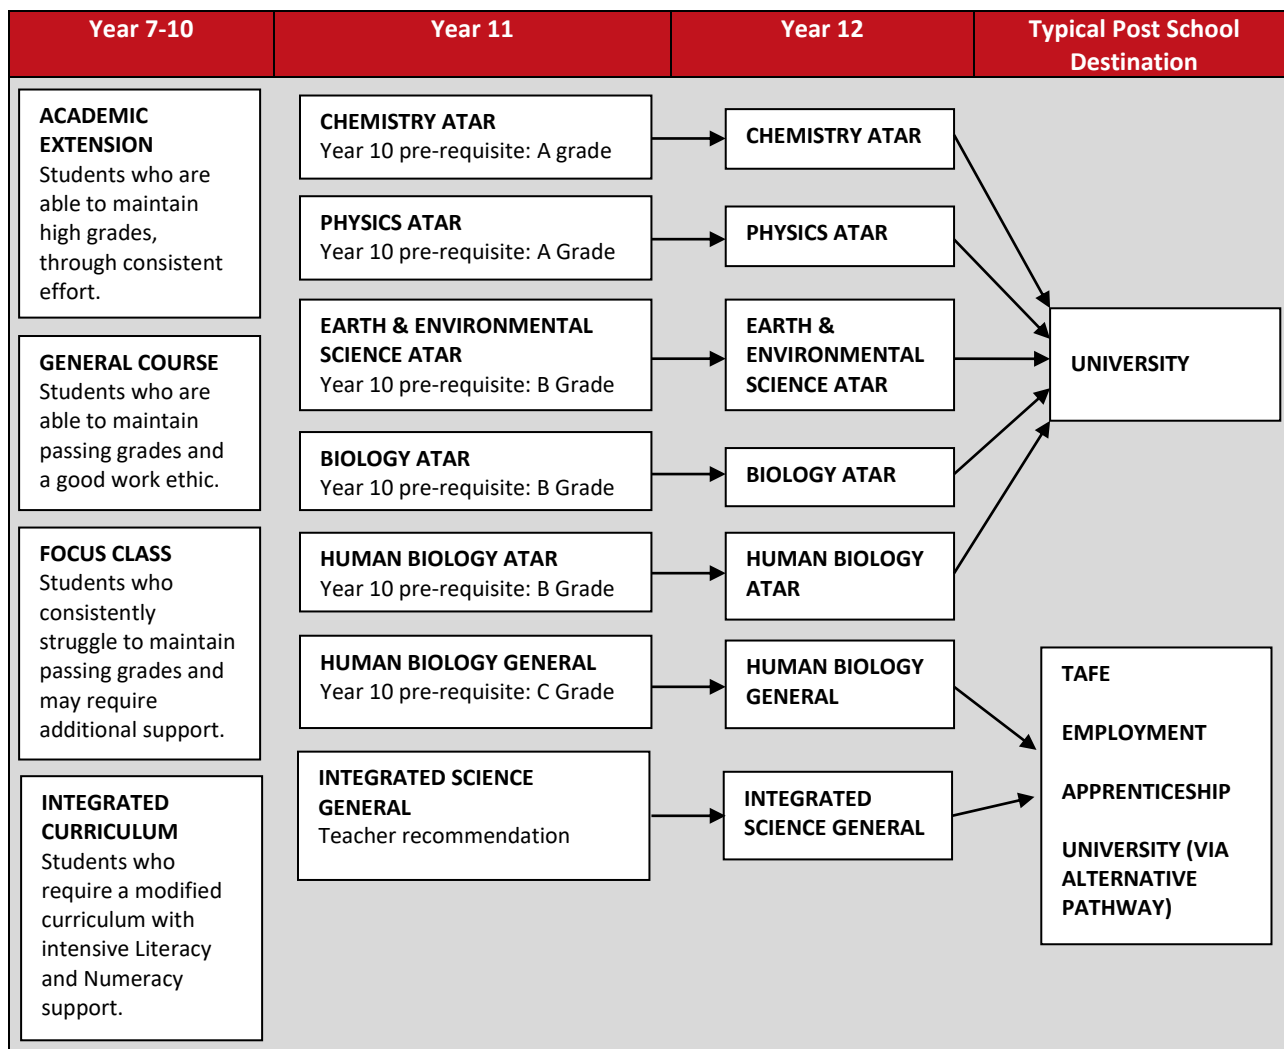 Year 7-10
Year 11
Year 12
Typical Post School
Destination
ACADEMIC
EXTENSION
Students who are
able to maintain
high grades,
through consistent
effort.
GENERAL COURSE
Students who are
able to maintain
passing grades and
a good work ethic.
FOCUS CLASS
Students who
consistently
struggle to maintain
passing grades and
may require
additional support.
INTEGRATED
CURRICULUM
Students who
require a modified
curriculum with
intensive Literacy
and Numeracy
support.
CHEMISTRY ATAR
Year 10 pre-requisite: A grade
PHYSICS ATAR
Year 10 pre-requisite: A Grade
EARTH & ENVIRONMENTAL
SCIENCE ATAR
Year 10 pre-requisite: B Grade
BIOLOGY ATAR
Year 10 pre-requisite: B Grade
HUMAN BIOLOGY ATAR
Year 10 pre-requisite: B Grade
HUMAN BIOLOGY GENERAL
Year 10 pre-requisite: C Grade
INTEGRATED SCIENCE
GENERAL
Teacher recommendation
CHEMISTRY ATAR
PHYSICS ATAR
EARTH &
ENVIRONMENTAL
SCIENCE ATAR
BIOLOGY ATAR
HUMAN BIOLOGY
ATAR
HUMAN BIOLOGY
GENERAL
INTEGRATED
SCIENCE GENERAL
UNIVERSITY
TAFE
EMPLOYMENT
APPRENTICESHIP
UNIVERSITY (VIA
ALTERNATIVE
PATHWAY)